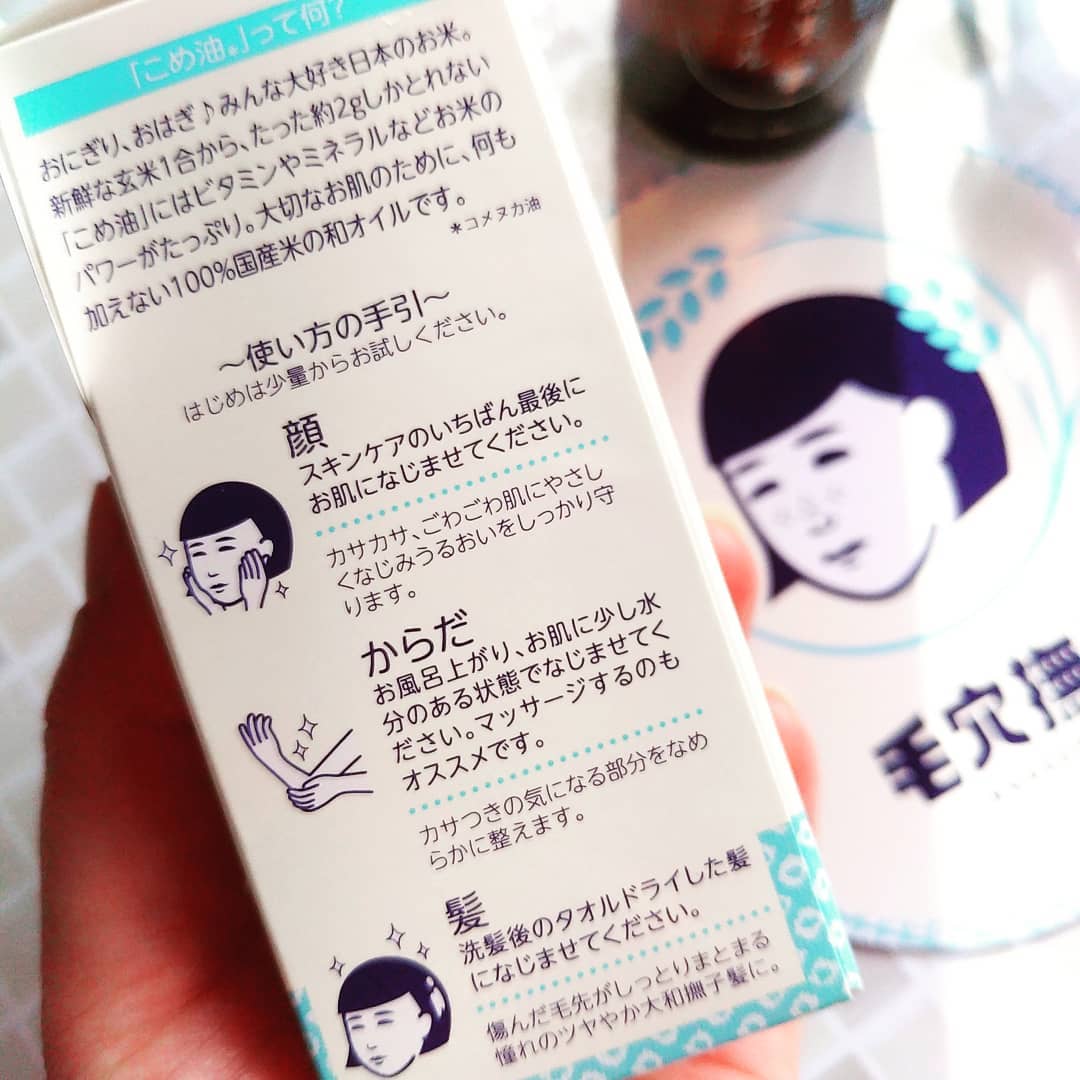 「こめ油*」って何?
おにぎり、おはぎ♪みんな大好き日本のお米。
新鮮な玄米1合から、たった約2gしかとれない
「こめ油」にはビタミンやミネラルなどお米の
パワーがたっぷり。大切なお肌のために、何も
加えない100%国産米の和オイルです。
*コメヌカ油
~使い方の手引~
はじめは少量からお試しください。
顔
スキンケアのいちばん最後に
お肌になじませてください。
カサカサ、ごわごわ肌にやさし
くなじみうるおいをしっかり守
ります。
からだ
お風呂上がり、お肌に少し水
分のある状態でなじませてく
ださい。マッサージするのも
オススメです。
カサつきの気になる部分をなめ
らかに整えます。
髪
洗髪後のタオルドライした髪
になじませてください。
傷んだ毛先がしっとりまとまる
憧れのツヤやか大和撫子髪に。
毛穴撫